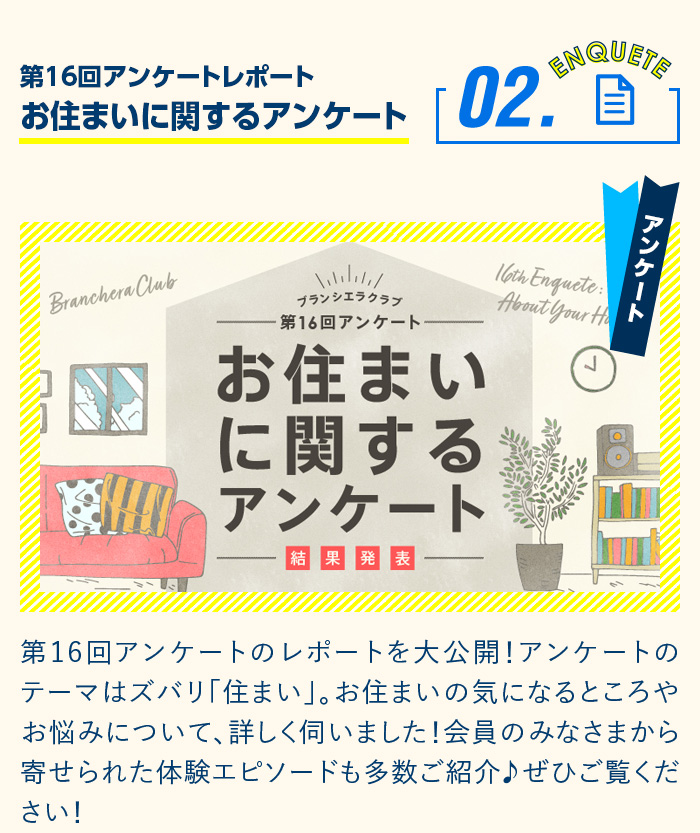 第16回アンケートレポート
お住まいに関するアンケート
02.
ENQUETE
アンケート
Branchera Club
16th Enquete:
About Your Ho
ブランシエラクラブ
第16回アンケート
お住まい
に関する
アンケート
結果発表
第16回アンケートのレポートを大公開！アンケートの
テーマはズバリ「住まい」。お住まいの気になるところや
お悩みについて、詳しく伺いました！会員のみなさまから
寄せられた体験エピソードも多数ご紹介♪ぜひご覧くだ
さい！